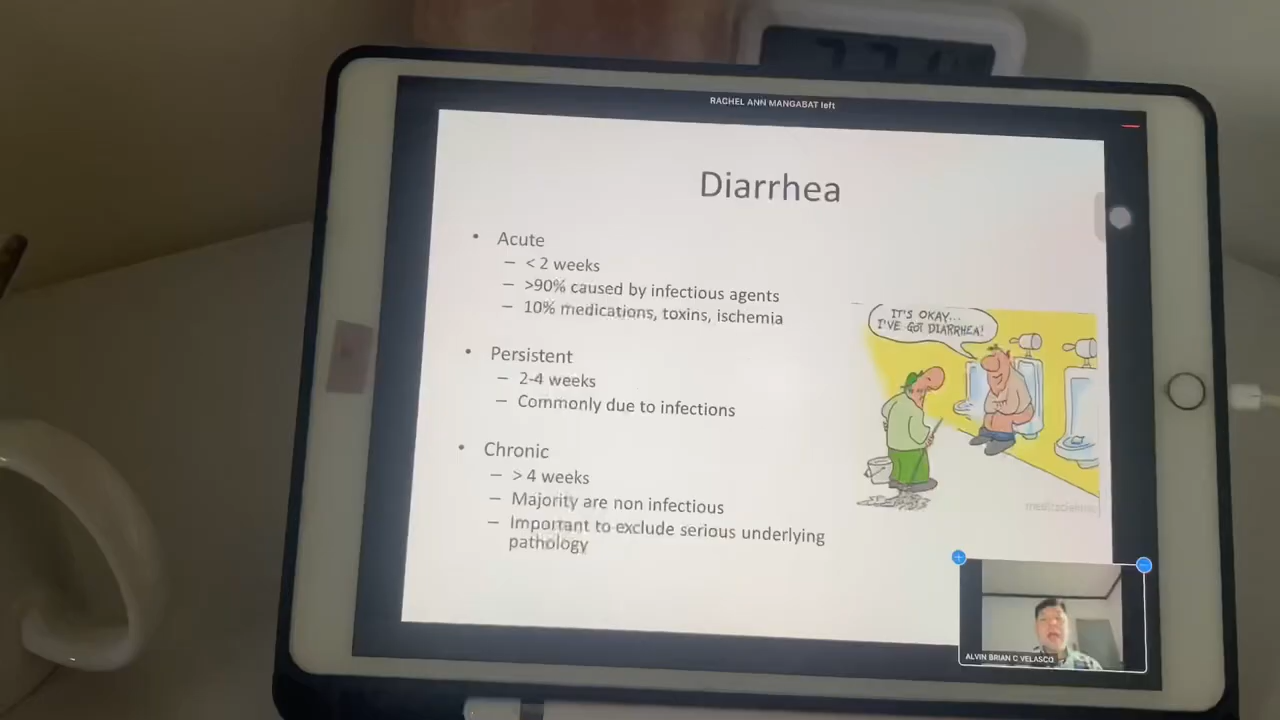 RACHEL ANN MANGABAT left
Diarrhea
• Acute
– < 2 weeks
– >90% caused by infectious agents
– 10% medications, toxins, ischemia
• Persistent
– 2-4 weeks
– Commonly due to infections
• Chronic
– > 4 weeks
– Majority are non infectious
– Important to exclude serious underlying
pathology
IT'S OKAY...
I'VE GOT DIARRHEA!
ALVIN BRIAN C VELASCO